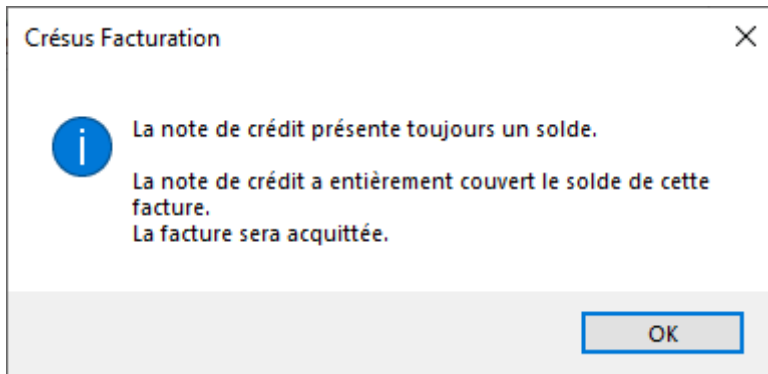 Crésus Facturation
La note de crédit présente toujours un solde.
La note de crédit a entièrement couvert le solde de cette
facture.
La facture sera acquittée.
OK